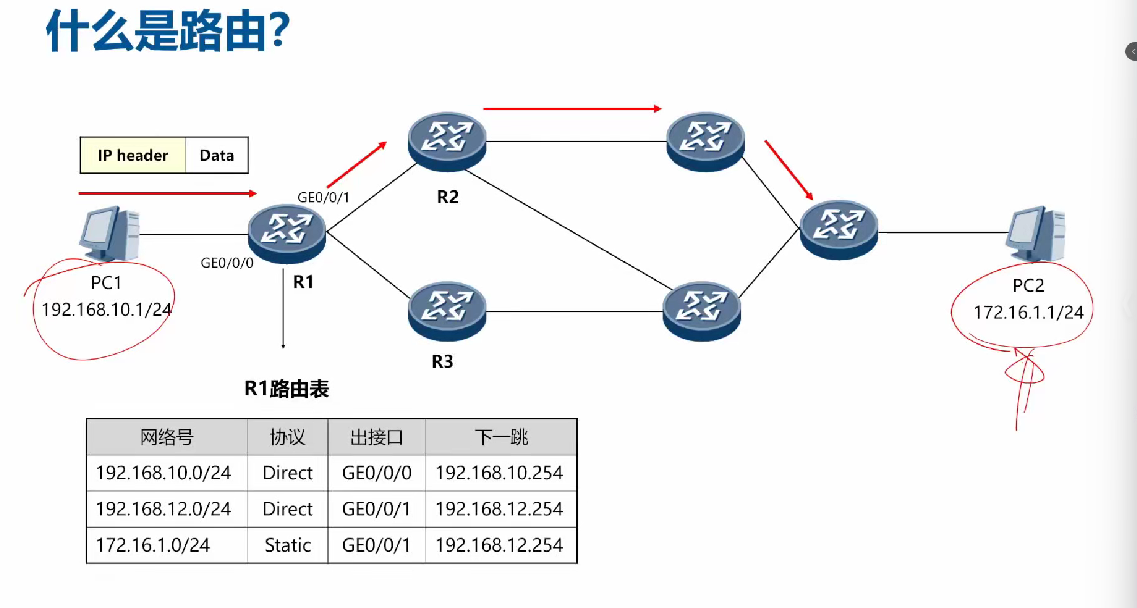 什么是路由？
IP header Data
GE0/0/1
R2
GE0/0/0
R1
PC1
192.168.10.1/24
PC2
172.16.1.1/24
R3
R1路由表
网络号 协议 出接口 下一跳
192.168.10.0/24 Direct GE0/0/0 192.168.10.254
192.168.12.0/24 Direct GE0/0/1 192.168.12.254
172.16.1.0/24 Static GE0/0/1 192.168.12.254